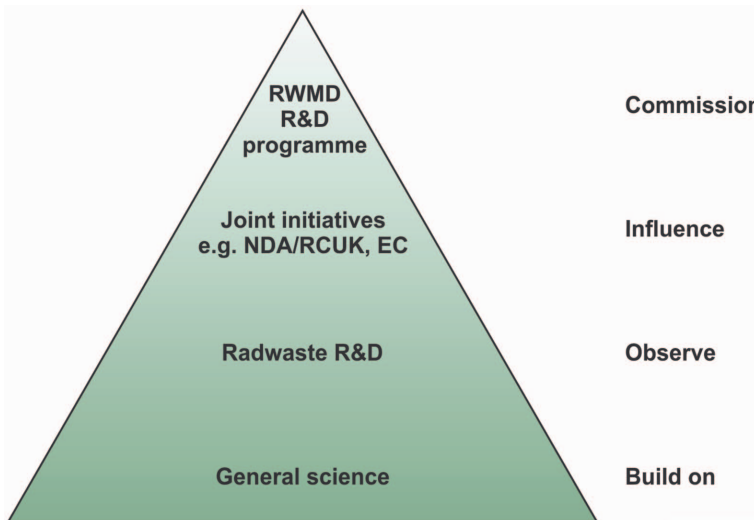 RWMD
R&D
programme
Commission
Joint initiatives
e.g. NDA/RCUK, EC
Influence
Radwaste R&D
Observe
General science
Build on